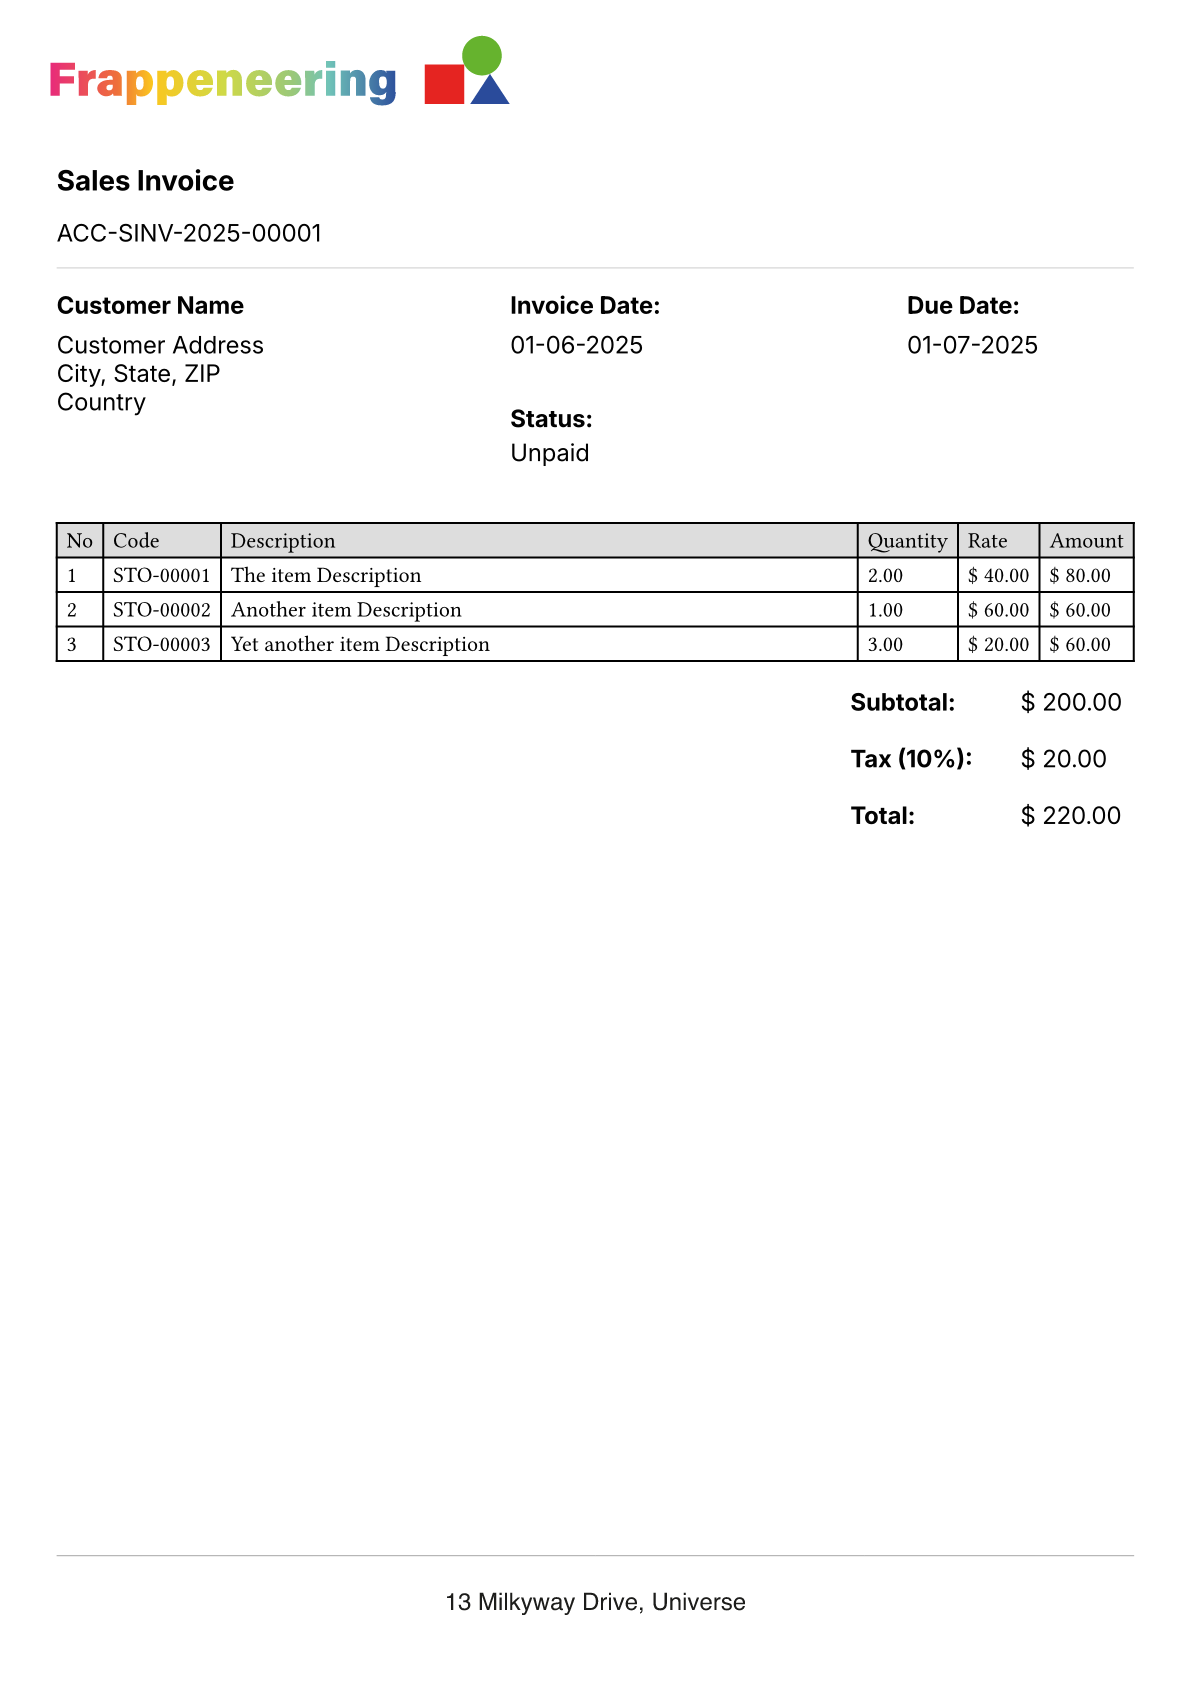 Frappeneering
Sales Invoice
ACC-SINV-2025-00001
Customer Name
Customer Address
City, State, ZIP
Country
Invoice Date:
01-06-2025
Status:
Unpaid
Due Date:
01-07-2025
No Code Description Quantity Rate Amount
1 STO-00001 The item Description 2.00 $ 40.00 $ 80.00
2 STO-00002 Another item Description 1.00 $ 60.00 $ 60.00
3 STO-00003 Yet another item Description 3.00 $ 20.00 $ 60.00
Subtotal: $ 200.00
Tax (10%): $ 20.00
Total: $ 220.00
13 Milkyway Drive, Universe